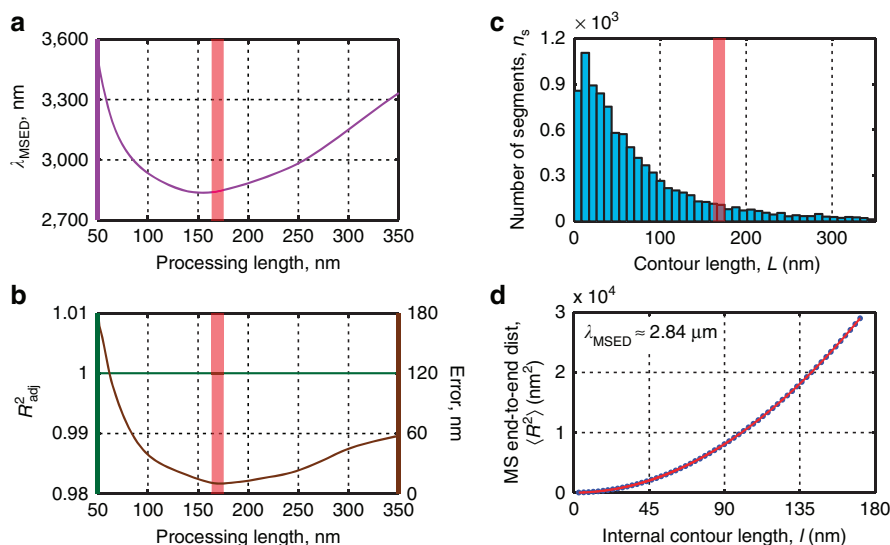 a
3,600
3,300
3,000
2,700
λMSED, nm
50 100 150 200 250 300 350
Processing length, nm
b
1.01
1
0.99
0.98
R²adj
180
120
60
0
Error, nm
50 100 150 200 250 300 350
Processing length, nm
c
× 10³
1.2
0.9
0.6
0.3
0
Number of segments, ns
0 100 200 300
Contour length, L (nm)
d
x 10⁴
3
2
1
0
MS end-to-end dist,
⟨R²⟩ (nm²)
λMSED ≈ 2.84 μm
0 45 90 135 180
Internal contour length, l (nm)